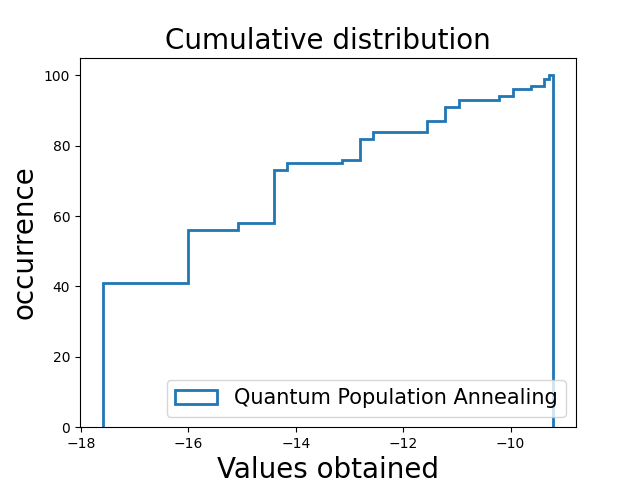 Cumulative distribution
occurrence
100
80
60
40
20
0
Quantum Population Annealing
−18
−16
−14
−12
−10
Values obtained